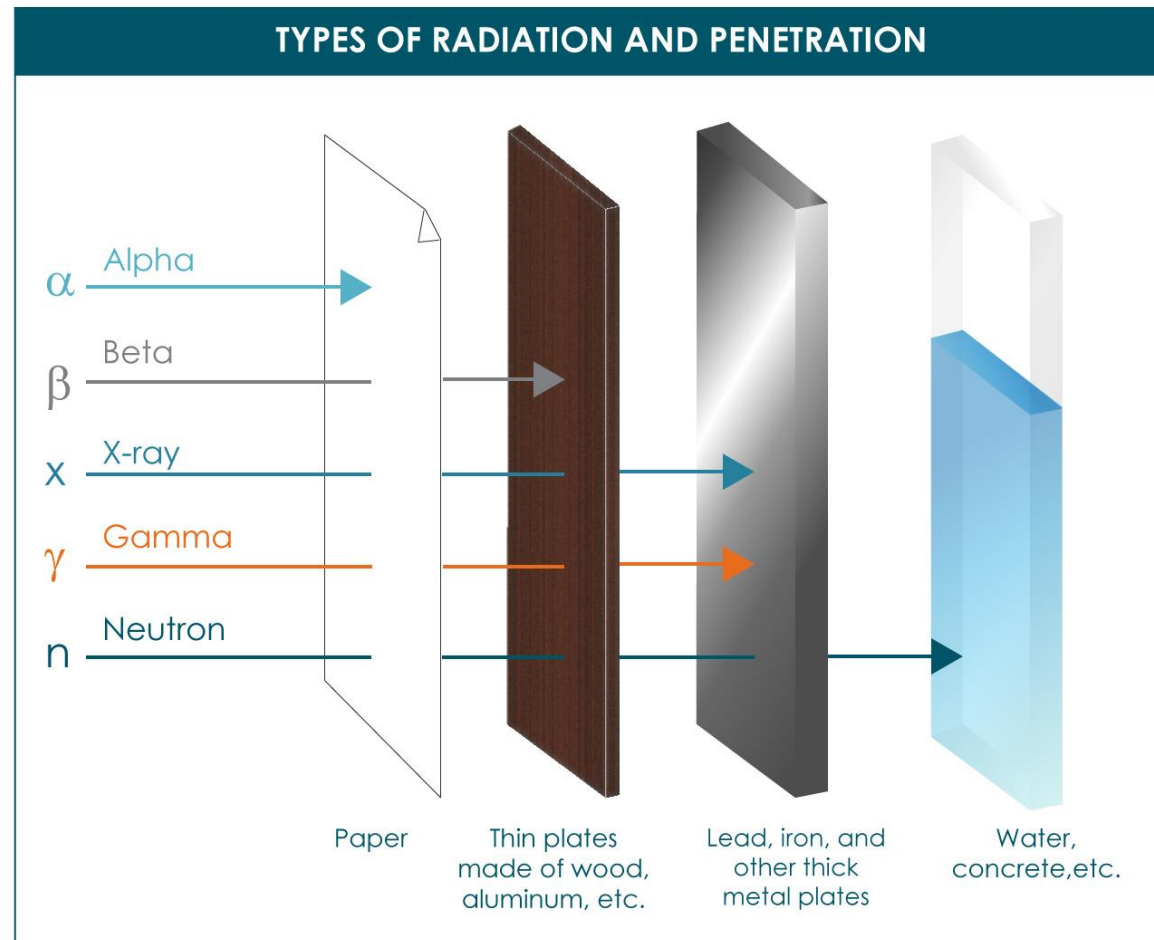 TYPES OF RADIATION AND PENETRATION
α Alpha
β Beta
x X-ray
γ Gamma
n Neutron
Paper
Thin plates
made of wood,
aluminum, etc.
Lead, iron, and
other thick
metal plates
Water,
concrete,etc.